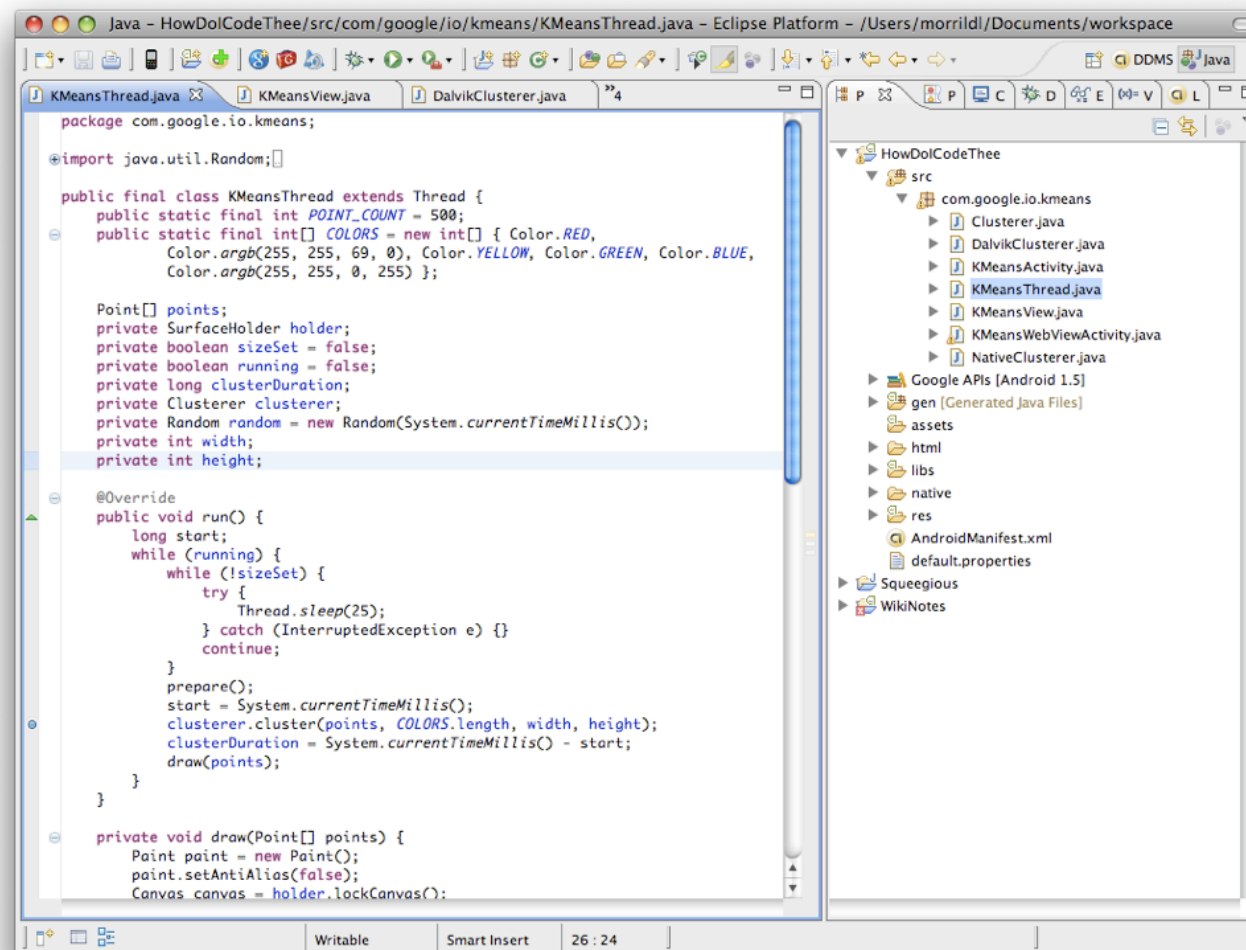 Java – HowDoICodeThee/src/com/google/io/kmeans/KMeansThread.java – Eclipse Platform – /Users/morrildl/Documents/workspace
DDMS Java
KMeansThread.java KMeansView.java DalvikClusterer.java »4
package com.google.io.kmeans;
import java.util.Random;
public final class KMeansThread extends Thread {
public static final int POINT_COUNT = 500;
public static final int[] COLORS = new int[] { Color.RED,
Color.argb(255, 255, 69, 0), Color.YELLOW, Color.GREEN, Color.BLUE,
Color.argb(255, 255, 0, 255) };
Point[] points;
private SurfaceHolder holder;
private boolean sizeSet = false;
private boolean running = false;
private long clusterDuration;
private Clusterer clusterer;
private Random random = new Random(System.currentTimeMillis());
private int width;
private int height;
@Override
public void run() {
long start;
while (running) {
while (!sizeSet) {
try {
Thread.sleep(25);
} catch (InterruptedException e) {}
continue;
}
prepare();
start = System.currentTimeMillis();
clusterer.cluster(points, COLORS.length, width, height);
clusterDuration = System.currentTimeMillis() - start;
draw(points);
}
}
private void draw(Point[] points) {
Paint paint = new Paint();
paint.setAntiAlias(false);
Canvas canvas = holder.lockCanvas();
P P C D E (x)= V L
HowDoICodeThee
src
com.google.io.kmeans
Clusterer.java
DalvikClusterer.java
KMeansActivity.java
KMeansThread.java
KMeansView.java
KMeansWebViewActivity.java
NativeClusterer.java
Google APIs [Android 1.5]
gen [Generated Java Files]
assets
html
libs
native
res
AndroidManifest.xml
default.properties
Squeegious
WikiNotes
Writable Smart Insert 26 : 24